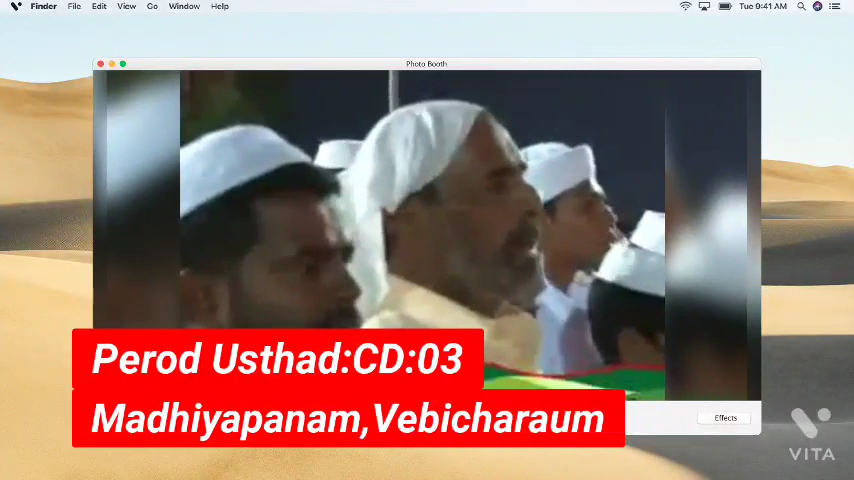 Finder File Edit View Go Window Help Tue 9:41 AM
Photo Booth
Perod Usthad:CD:03
Madhiyapanam,Vebicharaum
Effects
VITA